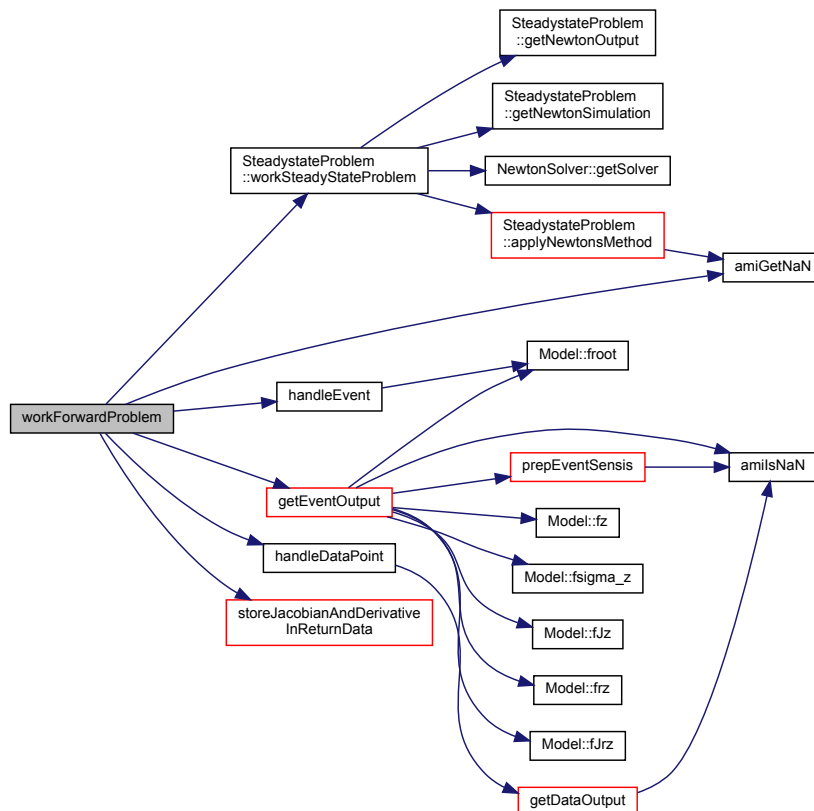 SteadystateProblem
::getNewtonOutput
SteadystateProblem
::getNewtonSimulation
SteadystateProblem
::workSteadyStateProblem
NewtonSolver::getSolver
SteadystateProblem
::applyNewtonsMethod
amiGetNaN
Model::froot
handleEvent
workForwardProblem
prepEventSensis
amiIsNaN
getEventOutput
Model::fz
handleDataPoint
Model::fsigma_z
storeJacobianAndDerivative
InReturnData
Model::fJz
Model::frz
Model::fJrz
getDataOutput